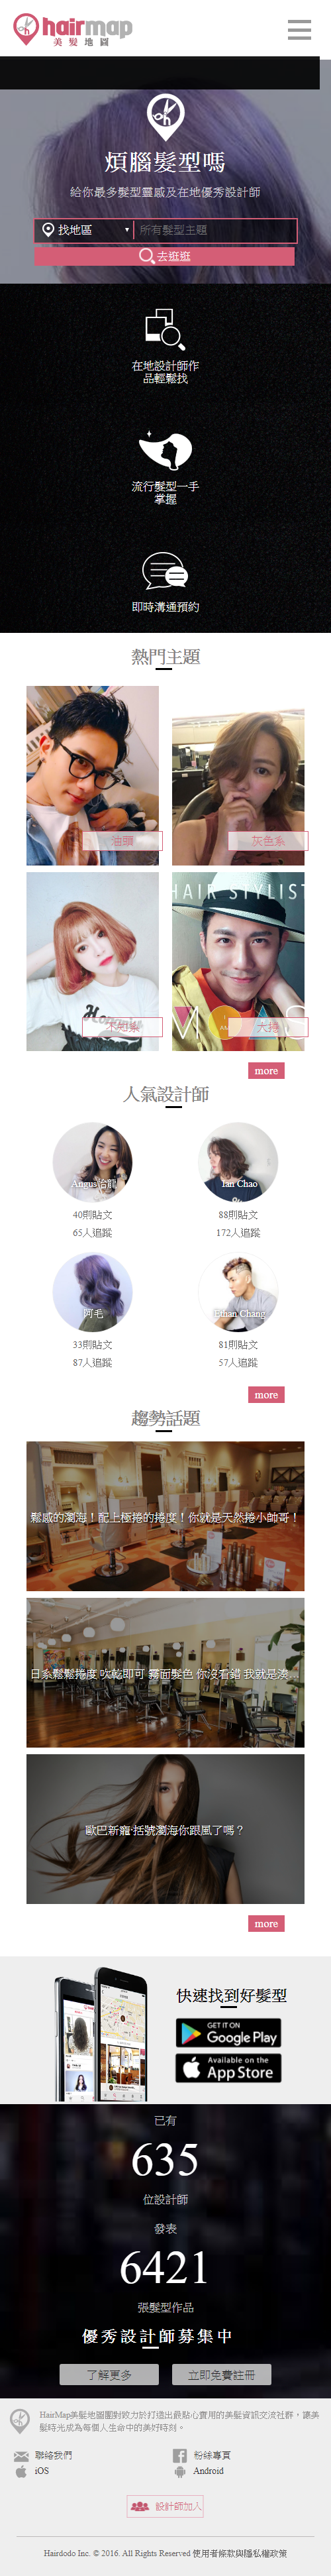 hairmap
美髮地圖
煩腦髮型嗎
給你最多髮型靈感及在地優秀設計師
找地區 ▼ 所有髮型主題
去逛逛
在地設計師作
品輕鬆找
流行髮型一手
掌握
即時溝通預約
熱門主題
油頭
灰色系
HAIR STYLIST
木知系
大捲
more
人氣設計師
Angus佁龍
Ian Chao
40則貼文
88則貼文
65人追蹤
172人追蹤
阿毛
Ethan Chang
33則貼文
81則貼文
87人追蹤
57人追蹤
more
趨勢話題
鬆感的瀏海！配上極捲的捲度！你就是天然捲小帥哥！
日系鬆鬆捲度 吹乾即可 霧面髮色 你沒看錯 我就是湊...
歐巴新寵‧括號瀏海你跟風了嗎？
more
快速找到好髮型
GET IT ON
Google Play
Available on the
App Store
已有
635
位設計師
發表
6421
張髮型作品
優秀設計師募集中
了解更多
立即免費註冊
HairMap美髮地圖團對致力於打造出最貼心實用的美髮資訊交流社群，讓美
髮時光成為每個人生命中的美好時刻。
聯絡我們
粉絲專頁
iOS
Android
設計師加入
Hairdodo Inc. © 2016. All Rights Reserved 使用者條款與隱私權政策